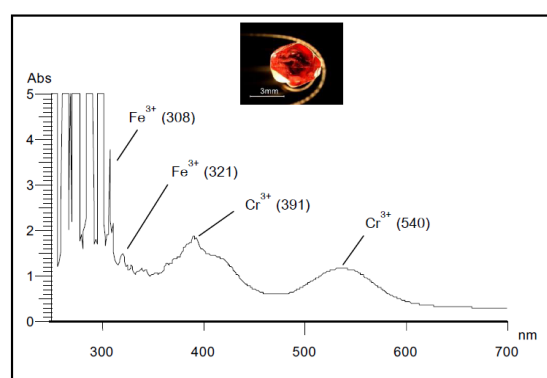 3mm
Abs
5
4
3
2
1
0
Fe³⁺ (308)
Fe³⁺ (321)
Cr³⁺ (391)
Cr³⁺ (540)
300 400 500 600 700
nm